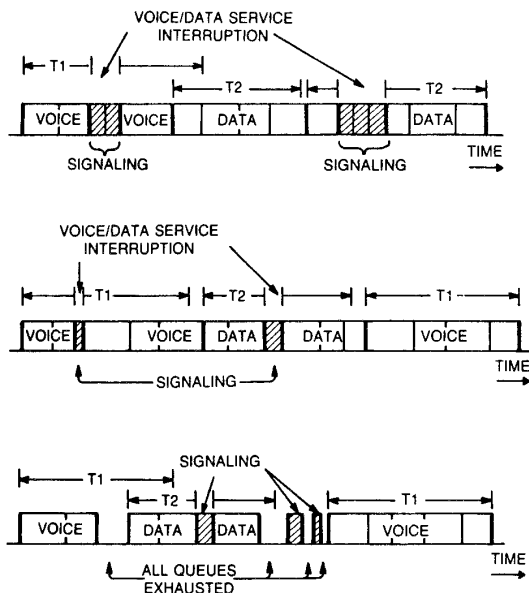 VOICE/DATA SERVICE
INTERRUPTION
T1
T2
T2
VOICE
VOICE
DATA
DATA
SIGNALING
SIGNALING
TIME
VOICE/DATA SERVICE
INTERRUPTION
T1
T2
T1
VOICE
VOICE
DATA
DATA
VOICE
SIGNALING
TIME
SIGNALING
T1
T2
T1
VOICE
DATA
DATA
VOICE
ALL QUEUES
EXHAUSTED
TIME